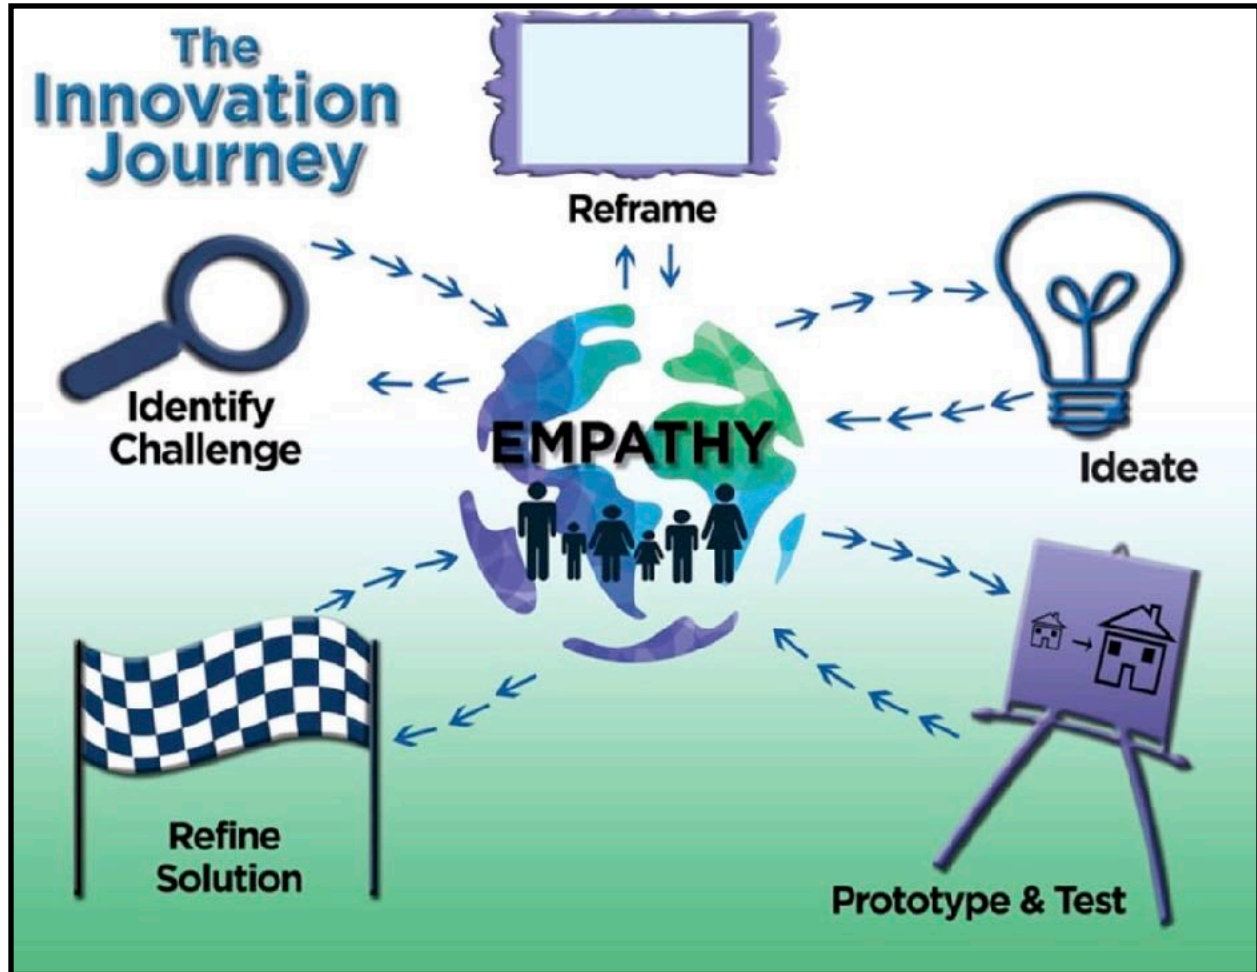 The
Innovation
Journey
Reframe
Identify
Challenge
EMPATHY
Ideate
Refine
Solution
Prototype & Test